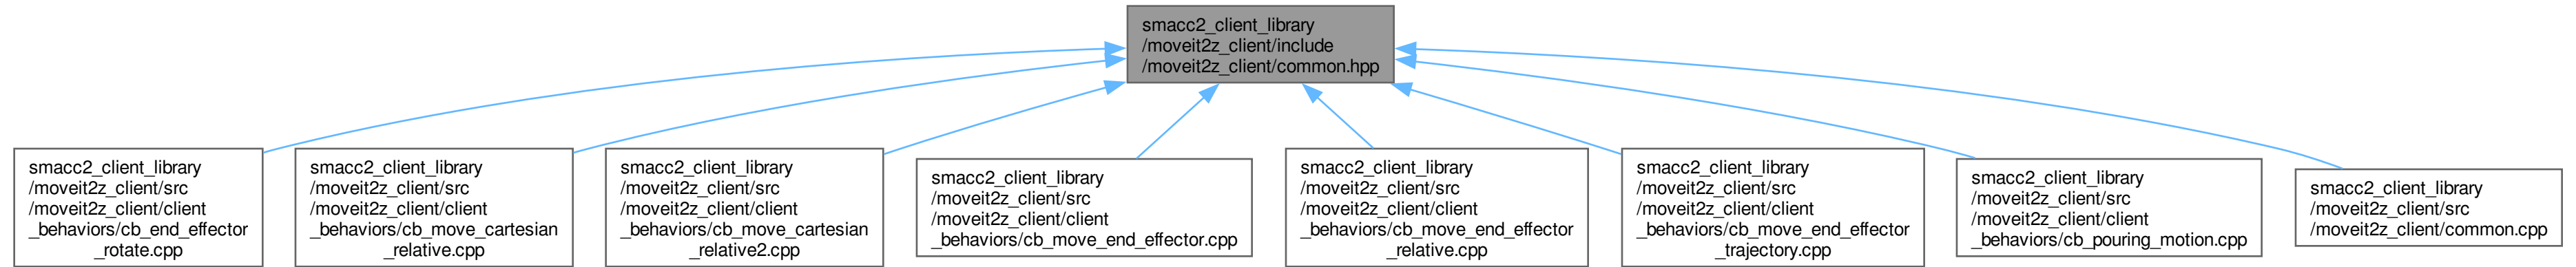 smacc2_client_library
/moveit2z_client/include
/moveit2z_client/common.hpp
smacc2_client_library
/moveit2z_client/src
/moveit2z_client/client
_behaviors/cb_end_effector
_rotate.cpp
smacc2_client_library
/moveit2z_client/src
/moveit2z_client/client
_behaviors/cb_move_cartesian
_relative.cpp
smacc2_client_library
/moveit2z_client/src
/moveit2z_client/client
_behaviors/cb_move_cartesian
_relative2.cpp
smacc2_client_library
/moveit2z_client/src
/moveit2z_client/client
_behaviors/cb_move_end_effector.cpp
smacc2_client_library
/moveit2z_client/src
/moveit2z_client/client
_behaviors/cb_move_end_effector
_relative.cpp
smacc2_client_library
/moveit2z_client/src
/moveit2z_client/client
_behaviors/cb_move_end_effector
_trajectory.cpp
smacc2_client_library
/moveit2z_client/src
/moveit2z_client/client
_behaviors/cb_pouring_motion.cpp
smacc2_client_library
/moveit2z_client/src
/moveit2z_client/common.cpp